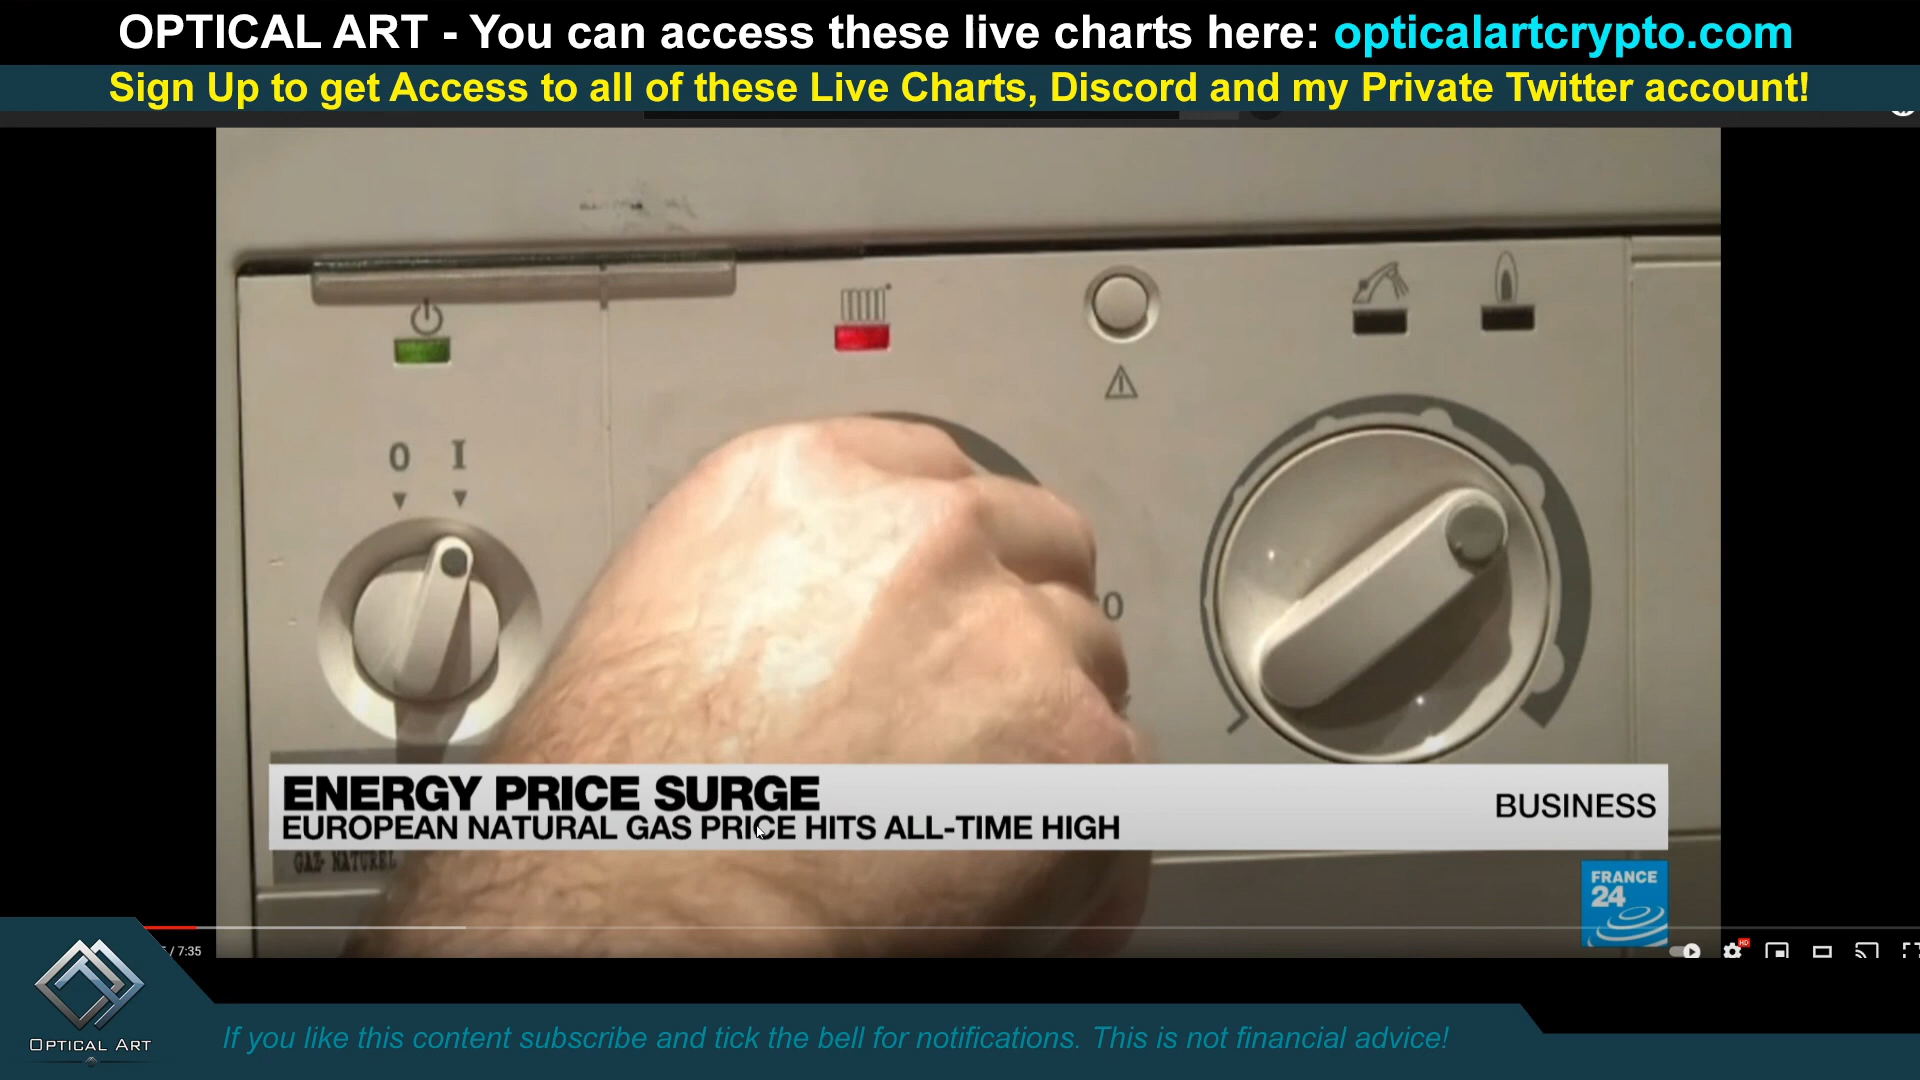 OPTICAL ART - You can access these live charts here: opticalartcrypto.com
Sign Up to get Access to all of these Live Charts, Discord and my Private Twitter account!
0 I
0
ENERGY PRICE SURGE
EUROPEAN NATURAL GAS PRICE HITS ALL-TIME HIGH
BUSINESS
GAZ NATUREL
FRANCE
24
/ 7:35
HD
OPTICAL ART
If you like this content subscribe and tick the bell for notifications. This is not financial advice!